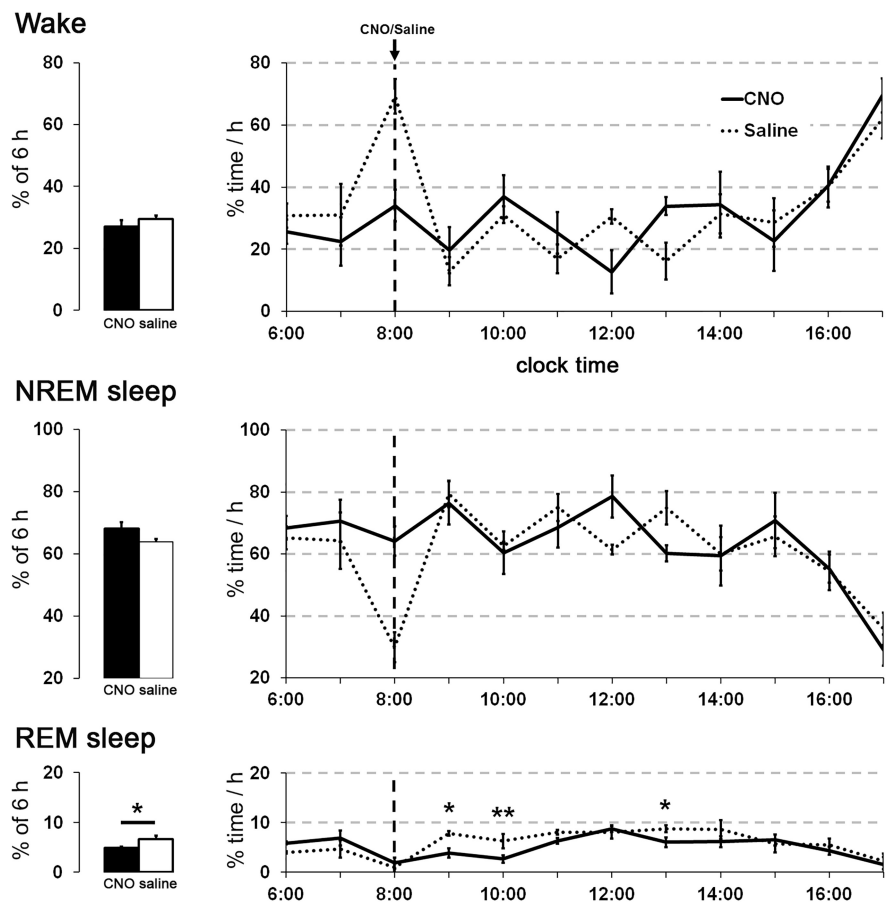 Wake
CNO/Saline
80
60
40
20
0
% of 6 h
CNO saline
80
60
40
20
0
% time / h
CNO
Saline
6:00 8:00 10:00 12:00 14:00 16:00
clock time
NREM sleep
100
80
60
40
20
% of 6 h
CNO saline
100
80
60
40
20
% time / h
6:00 8:00 10:00 12:00 14:00 16:00
REM sleep
20
10
0
% of 6 h
*
CNO saline
20
10
0
% time / h
* ** *
6:00 8:00 10:00 12:00 14:00 16:00